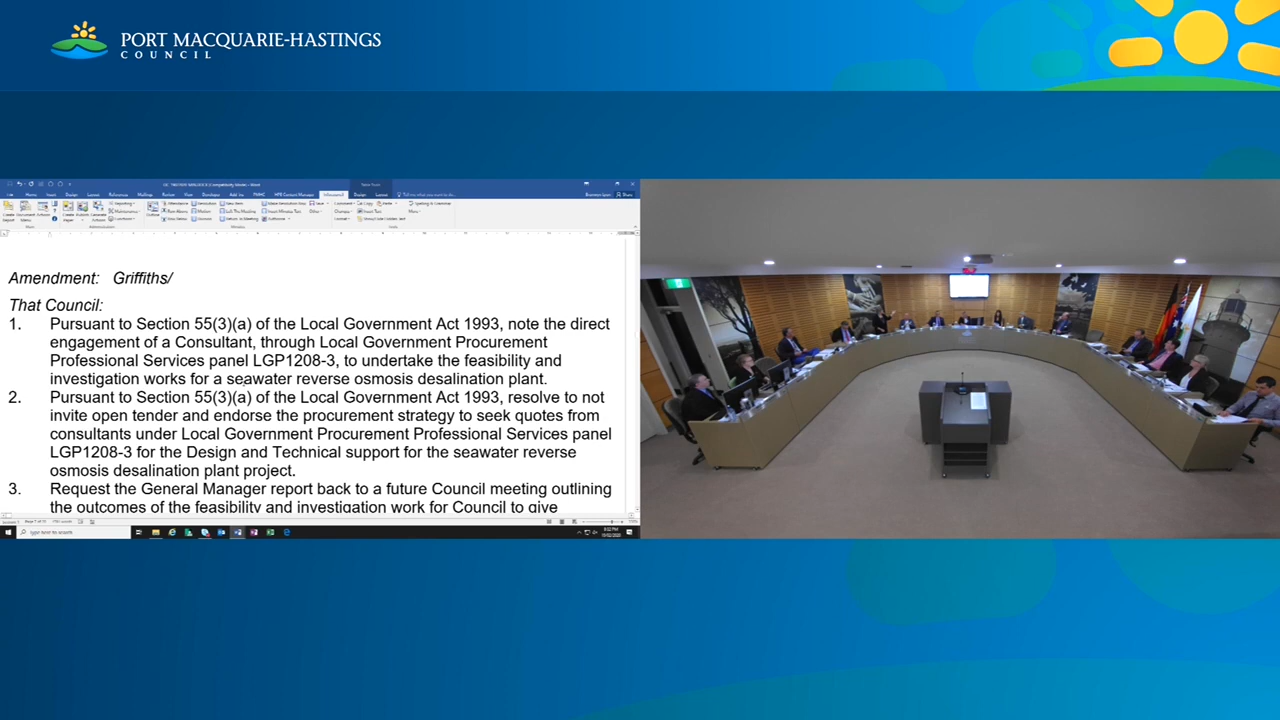 PORT MACQUARIE-HASTINGS
COUNCIL
Amendment: Griffiths/
That Council:
1. Pursuant to Section 55(3)(a) of the Local Government Act 1993, note the direct
engagement of a Consultant, through Local Government Procurement
Professional Services panel LGP1208-3, to undertake the feasibility and
investigation works for a seawater reverse osmosis desalination plant.
2. Pursuant to Section 55(3)(a) of the Local Government Act 1993, resolve to not
invite open tender and endorse the procurement strategy to seek quotes from
consultants under Local Government Procurement Professional Services panel
LGP1208-3 for the Design and Technical support for the seawater reverse
osmosis desalination plant project.
3. Request the General Manager report back to a future Council meeting outlining
the outcomes of the feasibility and investigation work for Council to give